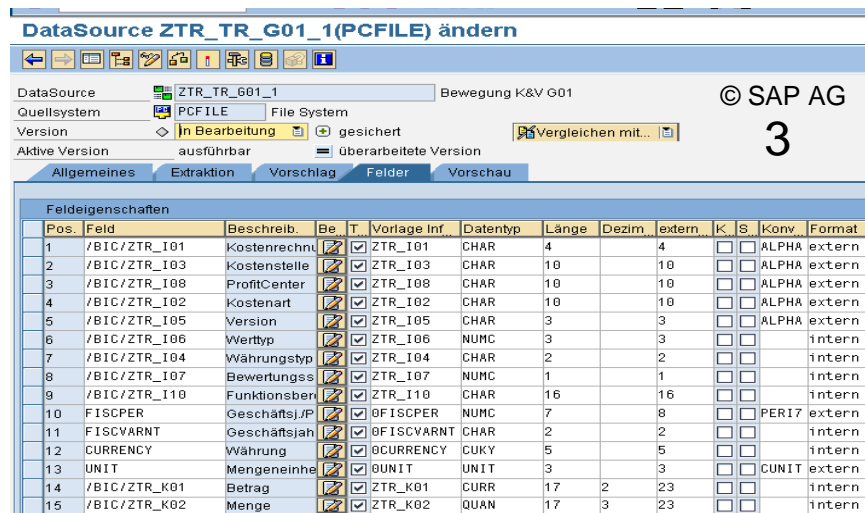 DataSource ZTR_TR_G01_1(PCFILE) ändern
DataSource ZTR_TR_G01_1 Bewegung K&V G01
© SAP AG
Quellsystem PCFILE File System
3
Version In Bearbeitung gesichert Vergleichen mit...
Aktive Version ausführbar überarbeitete Version
Allgemeines Extraktion Vorschlag Felder Vorschau
Feldeigenschaften
Pos. Feld Beschreib. Be... T... Vorlage Inf... Datentyp Länge Dezim... extern... K... S... Konv... Format
1 /BIC/ZTR_I01 Kostenrechnu ZTR_I01 CHAR 4 4 ALPHA extern
2 /BIC/ZTR_I03 Kostenstelle ZTR_I03 CHAR 10 10 ALPHA extern
3 /BIC/ZTR_I08 ProfitCenter ZTR_I08 CHAR 10 10 ALPHA extern
4 /BIC/ZTR_I02 Kostenart ZTR_I02 CHAR 10 10 ALPHA extern
5 /BIC/ZTR_I05 Version ZTR_I05 CHAR 3 3 ALPHA extern
6 /BIC/ZTR_I06 Werttyp ZTR_I06 NUMC 3 3 intern
7 /BIC/ZTR_I04 Währungstyp ZTR_I04 CHAR 2 2 intern
8 /BIC/ZTR_I07 Bewertungss ZTR_I07 NUMC 1 1 intern
9 /BIC/ZTR_I10 Funktionsber ZTR_I10 CHAR 16 16 intern
10 FISCPER Geschäftsj./P 0FISCPER NUMC 7 8 PERI7 extern
11 FISCVARNT Geschäftsjah 0FISCVARNT CHAR 2 2 intern
12 CURRENCY Währung 0CURRENCY CUKY 5 5 intern
13 UNIT Mengeneinhe 0UNIT UNIT 3 3 CUNIT extern
14 /BIC/ZTR_K01 Betrag ZTR_K01 CURR 17 2 23 intern
15 /BIC/ZTR_K02 Menge ZTR_K02 QUAN 17 3 23 intern